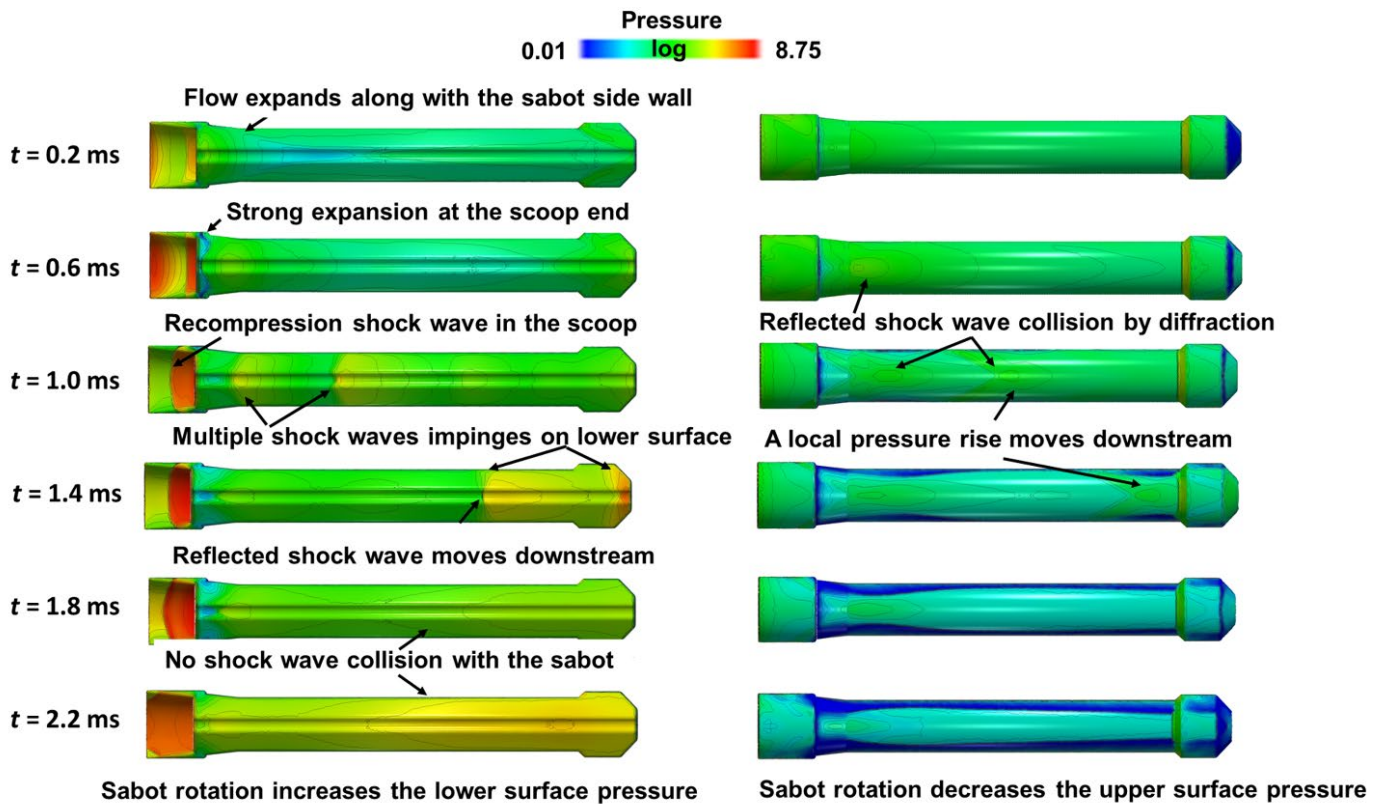 Pressure
0.01 log 8.75
Flow expands along with the sabot side wall
t = 0.2 ms
Strong expansion at the scoop end
t = 0.6 ms
Recompression shock wave in the scoop
Reflected shock wave collision by diffraction
t = 1.0 ms
Multiple shock waves impinges on lower surface
A local pressure rise moves downstream
t = 1.4 ms
Reflected shock wave moves downstream
t = 1.8 ms
No shock wave collision with the sabot
t = 2.2 ms
Sabot rotation increases the lower surface pressure
Sabot rotation decreases the upper surface pressure